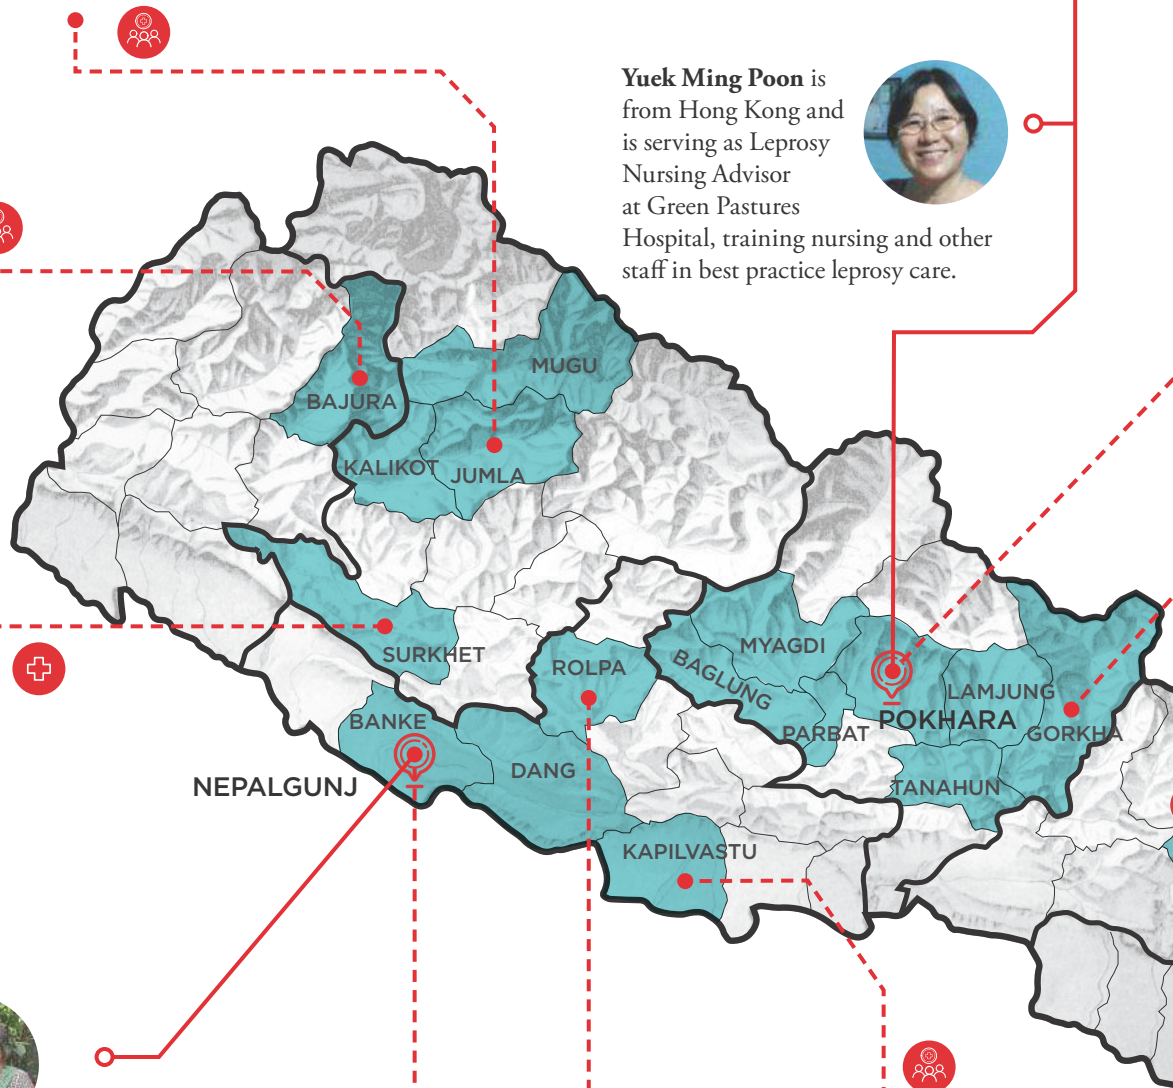 Yuek Ming Poon is
from Hong Kong and
is serving as Leprosy
Nursing Advisor
at Green Pastures
Hospital, training nursing and other
staff in best practice leprosy care.
MUGU
BAJURA
KALIKOT
JUMLA
SURKHET
ROLPA
MYAGDI
BAGLUNG
LAMJUNG
POKHARA
PARBAT
GORKHA
BANKE
DANG
NEPALGUNJ
TANAHUN
KAPILVASTU